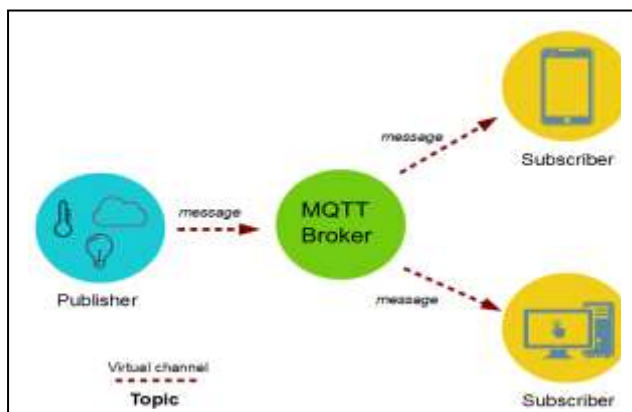 message
Subscriber
message
MQTT
Broker
Publisher
message
Virtual channel
Topic
Subscriber